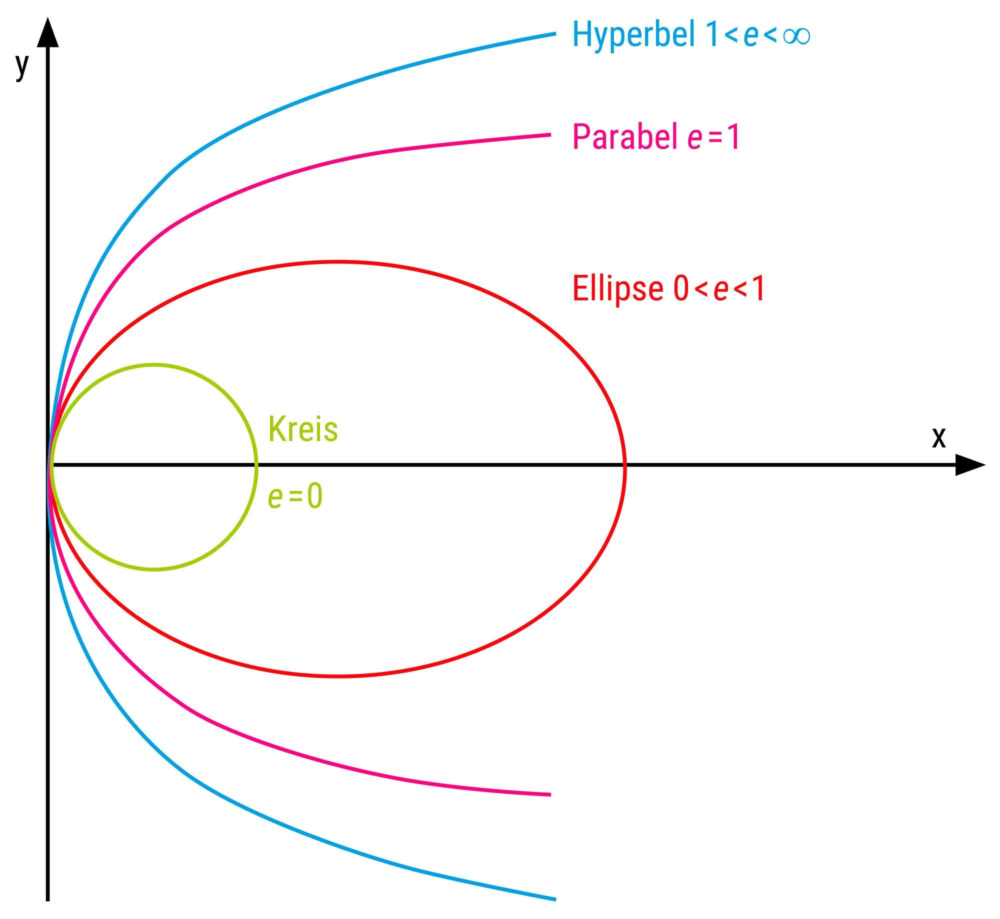 Hyperbel 1<e<∞
y
Parabel e=1
Ellipse 0<e<1
Kreis
x
e=0